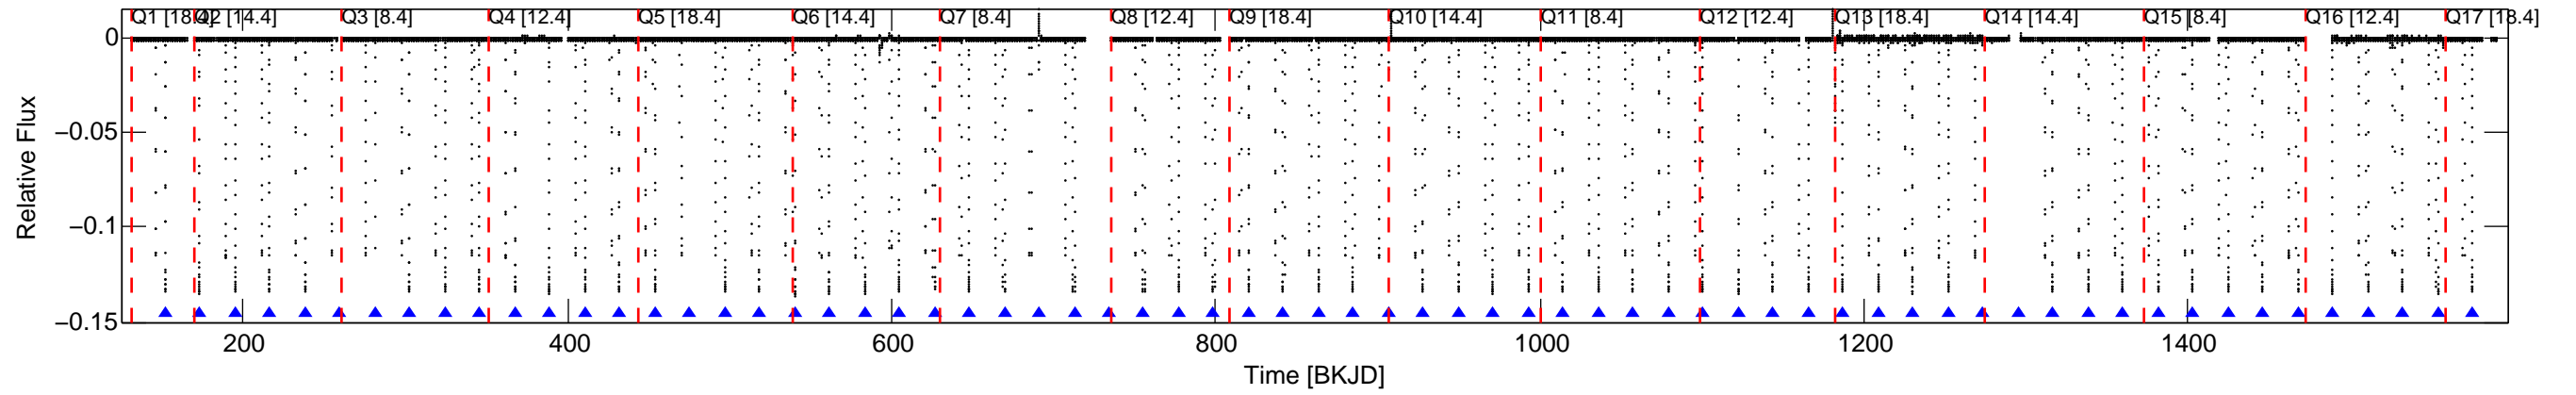 Q1 [18.4] Q2 [14.4] Q3 [8.4] Q4 [12.4] Q5 [18.4] Q6 [14.4] Q7 [8.4] Q8 [12.4] Q9 [18.4] Q10 [14.4] Q11 [8.4] Q12 [12.4] Q13 [18.4] Q14 [14.4] Q15 [8.4] Q16 [12.4] Q17 [18.4]
0
−0.05
−0.1
−0.15
Relative Flux
200 400 600 800 1000 1200 1400
Time [BKJD]